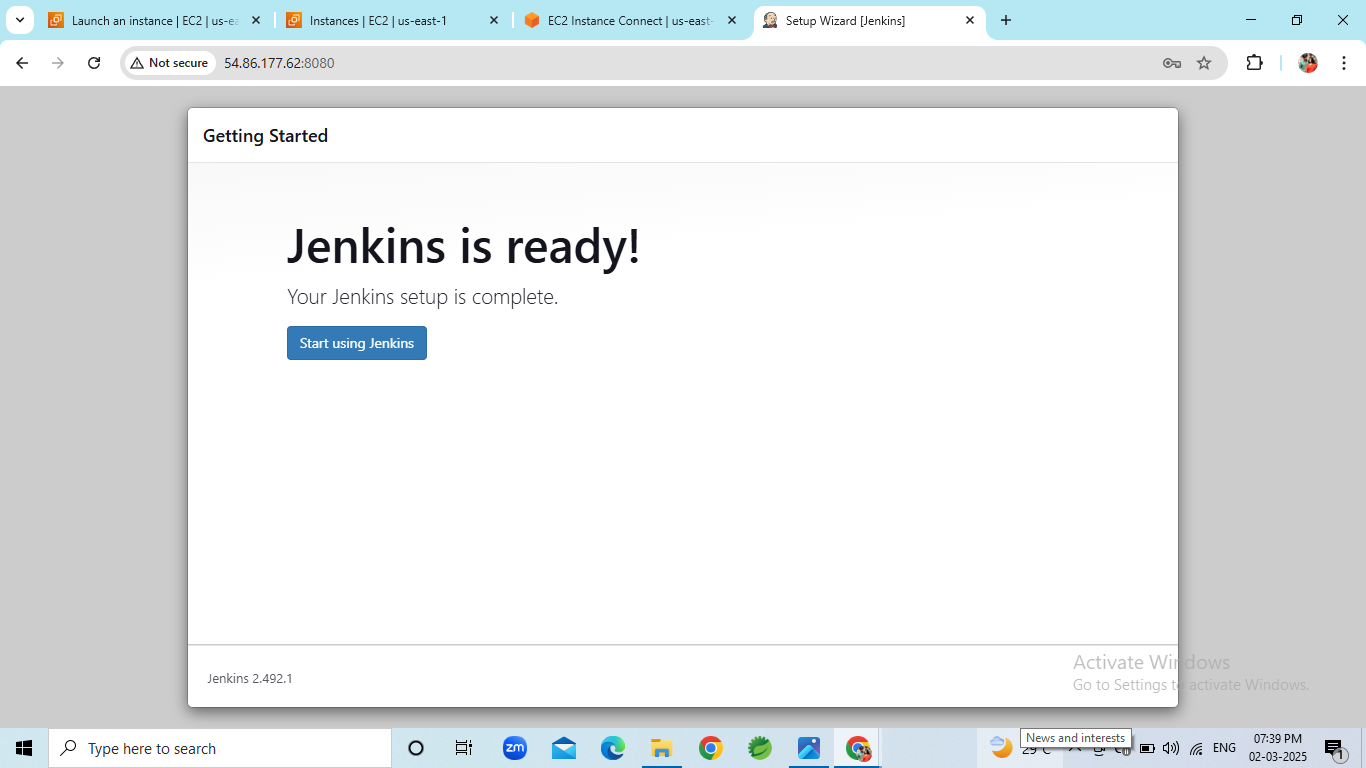 Launch an instance | EC2 | us-ea
Instances | EC2 | us-east-1
EC2 Instance Connect | us-east-
Setup Wizard [Jenkins]
Not secure
54.86.177.62:8080
Getting Started
Jenkins is ready!
Your Jenkins setup is complete.
Start using Jenkins
Jenkins 2.492.1
Activate Windows
Go to Settings to activate Windows.
Type here to search
zm
29°C
News and interests
ENG
07:39 PM
02-03-2025
1